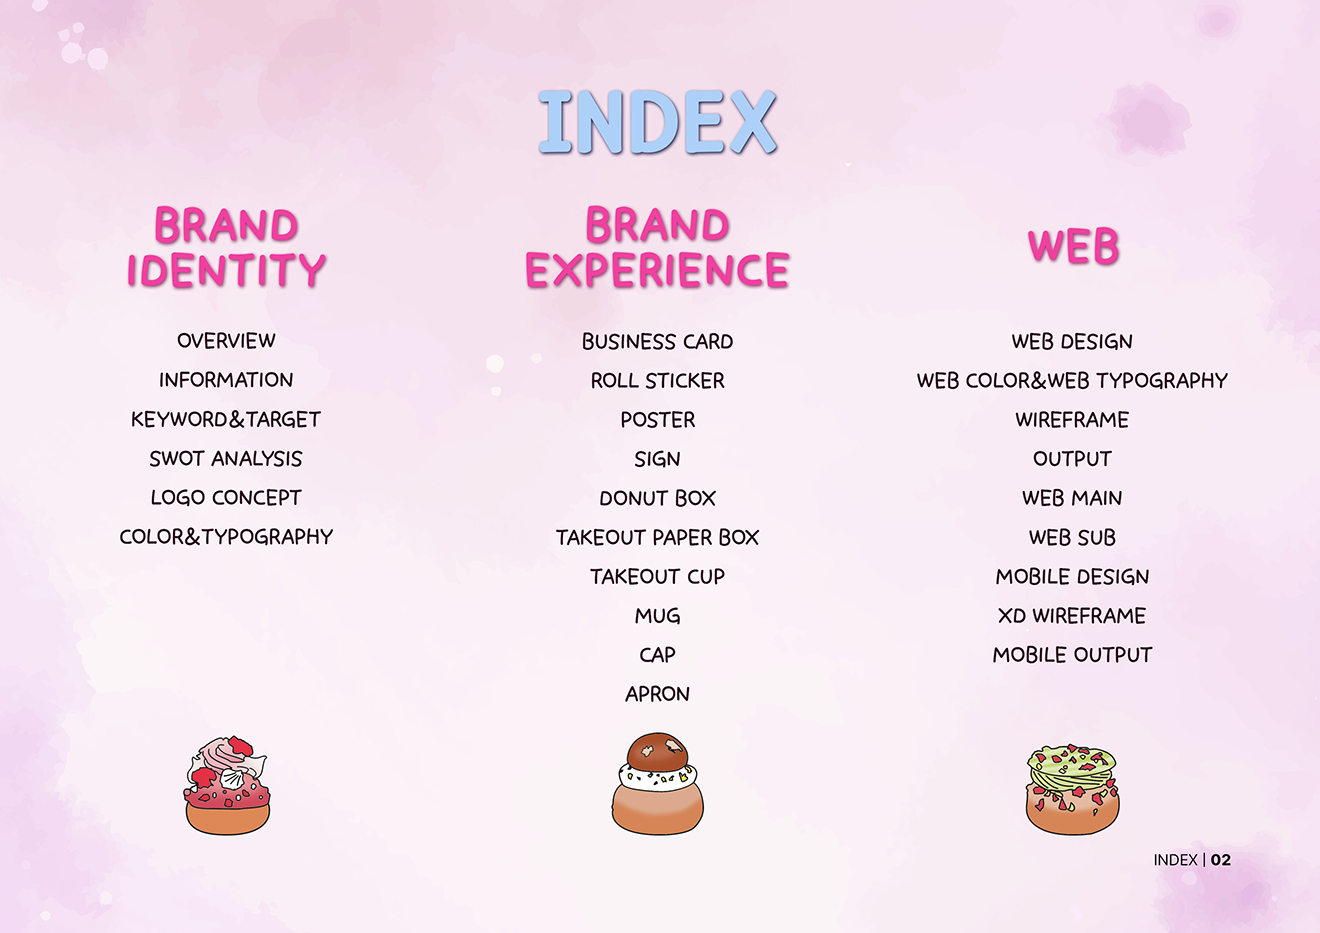 INDEX
BRAND
IDENTITY
OVERVIEW
INFORMATION
KEYWORD&TARGET
SWOT ANALYSIS
LOGO CONCEPT
COLOR&TYPOGRAPHY
BRAND
EXPERIENCE
BUSINESS CARD
ROLL STICKER
POSTER
SIGN
DONUT BOX
TAKEOUT PAPER BOX
TAKEOUT CUP
MUG
CAP
APRON
WEB
WEB DESIGN
WEB COLOR&WEB TYPOGRAPHY
WIREFRAME
OUTPUT
WEB MAIN
WEB SUB
MOBILE DESIGN
XD WIREFRAME
MOBILE OUTPUT
INDEX | 02